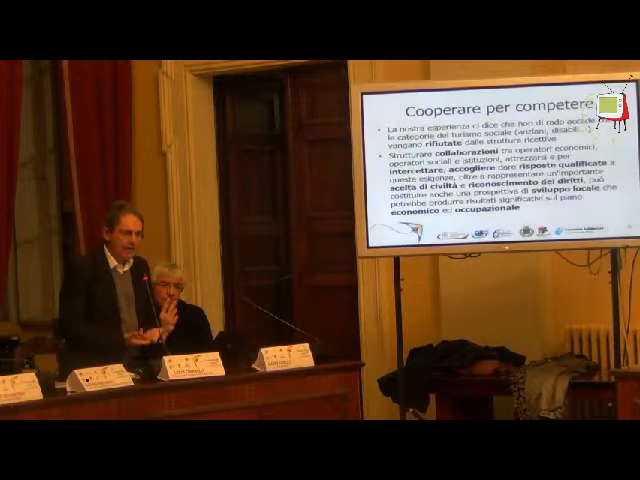 Cooperare per competere
• La nostra esperienza ci dice che non di rado
le categorie del turismo sociale (anziani, disabili...
vengano rifiutate dalle strutture ricettive
• Strutturare collaborazioni tra operatori economici,
operatori sociali e istituzioni, attrezzarsi per
intercettare, accogliere dare risposte qualificate a
queste esigenze, oltre a rappresentare un'importante
scelta di civiltà e riconoscimento dei diritti, può
costituire anche una prospettiva di sviluppo locale che
potrebbe produrre risultati significativi sul piano
economico ed occupazionale